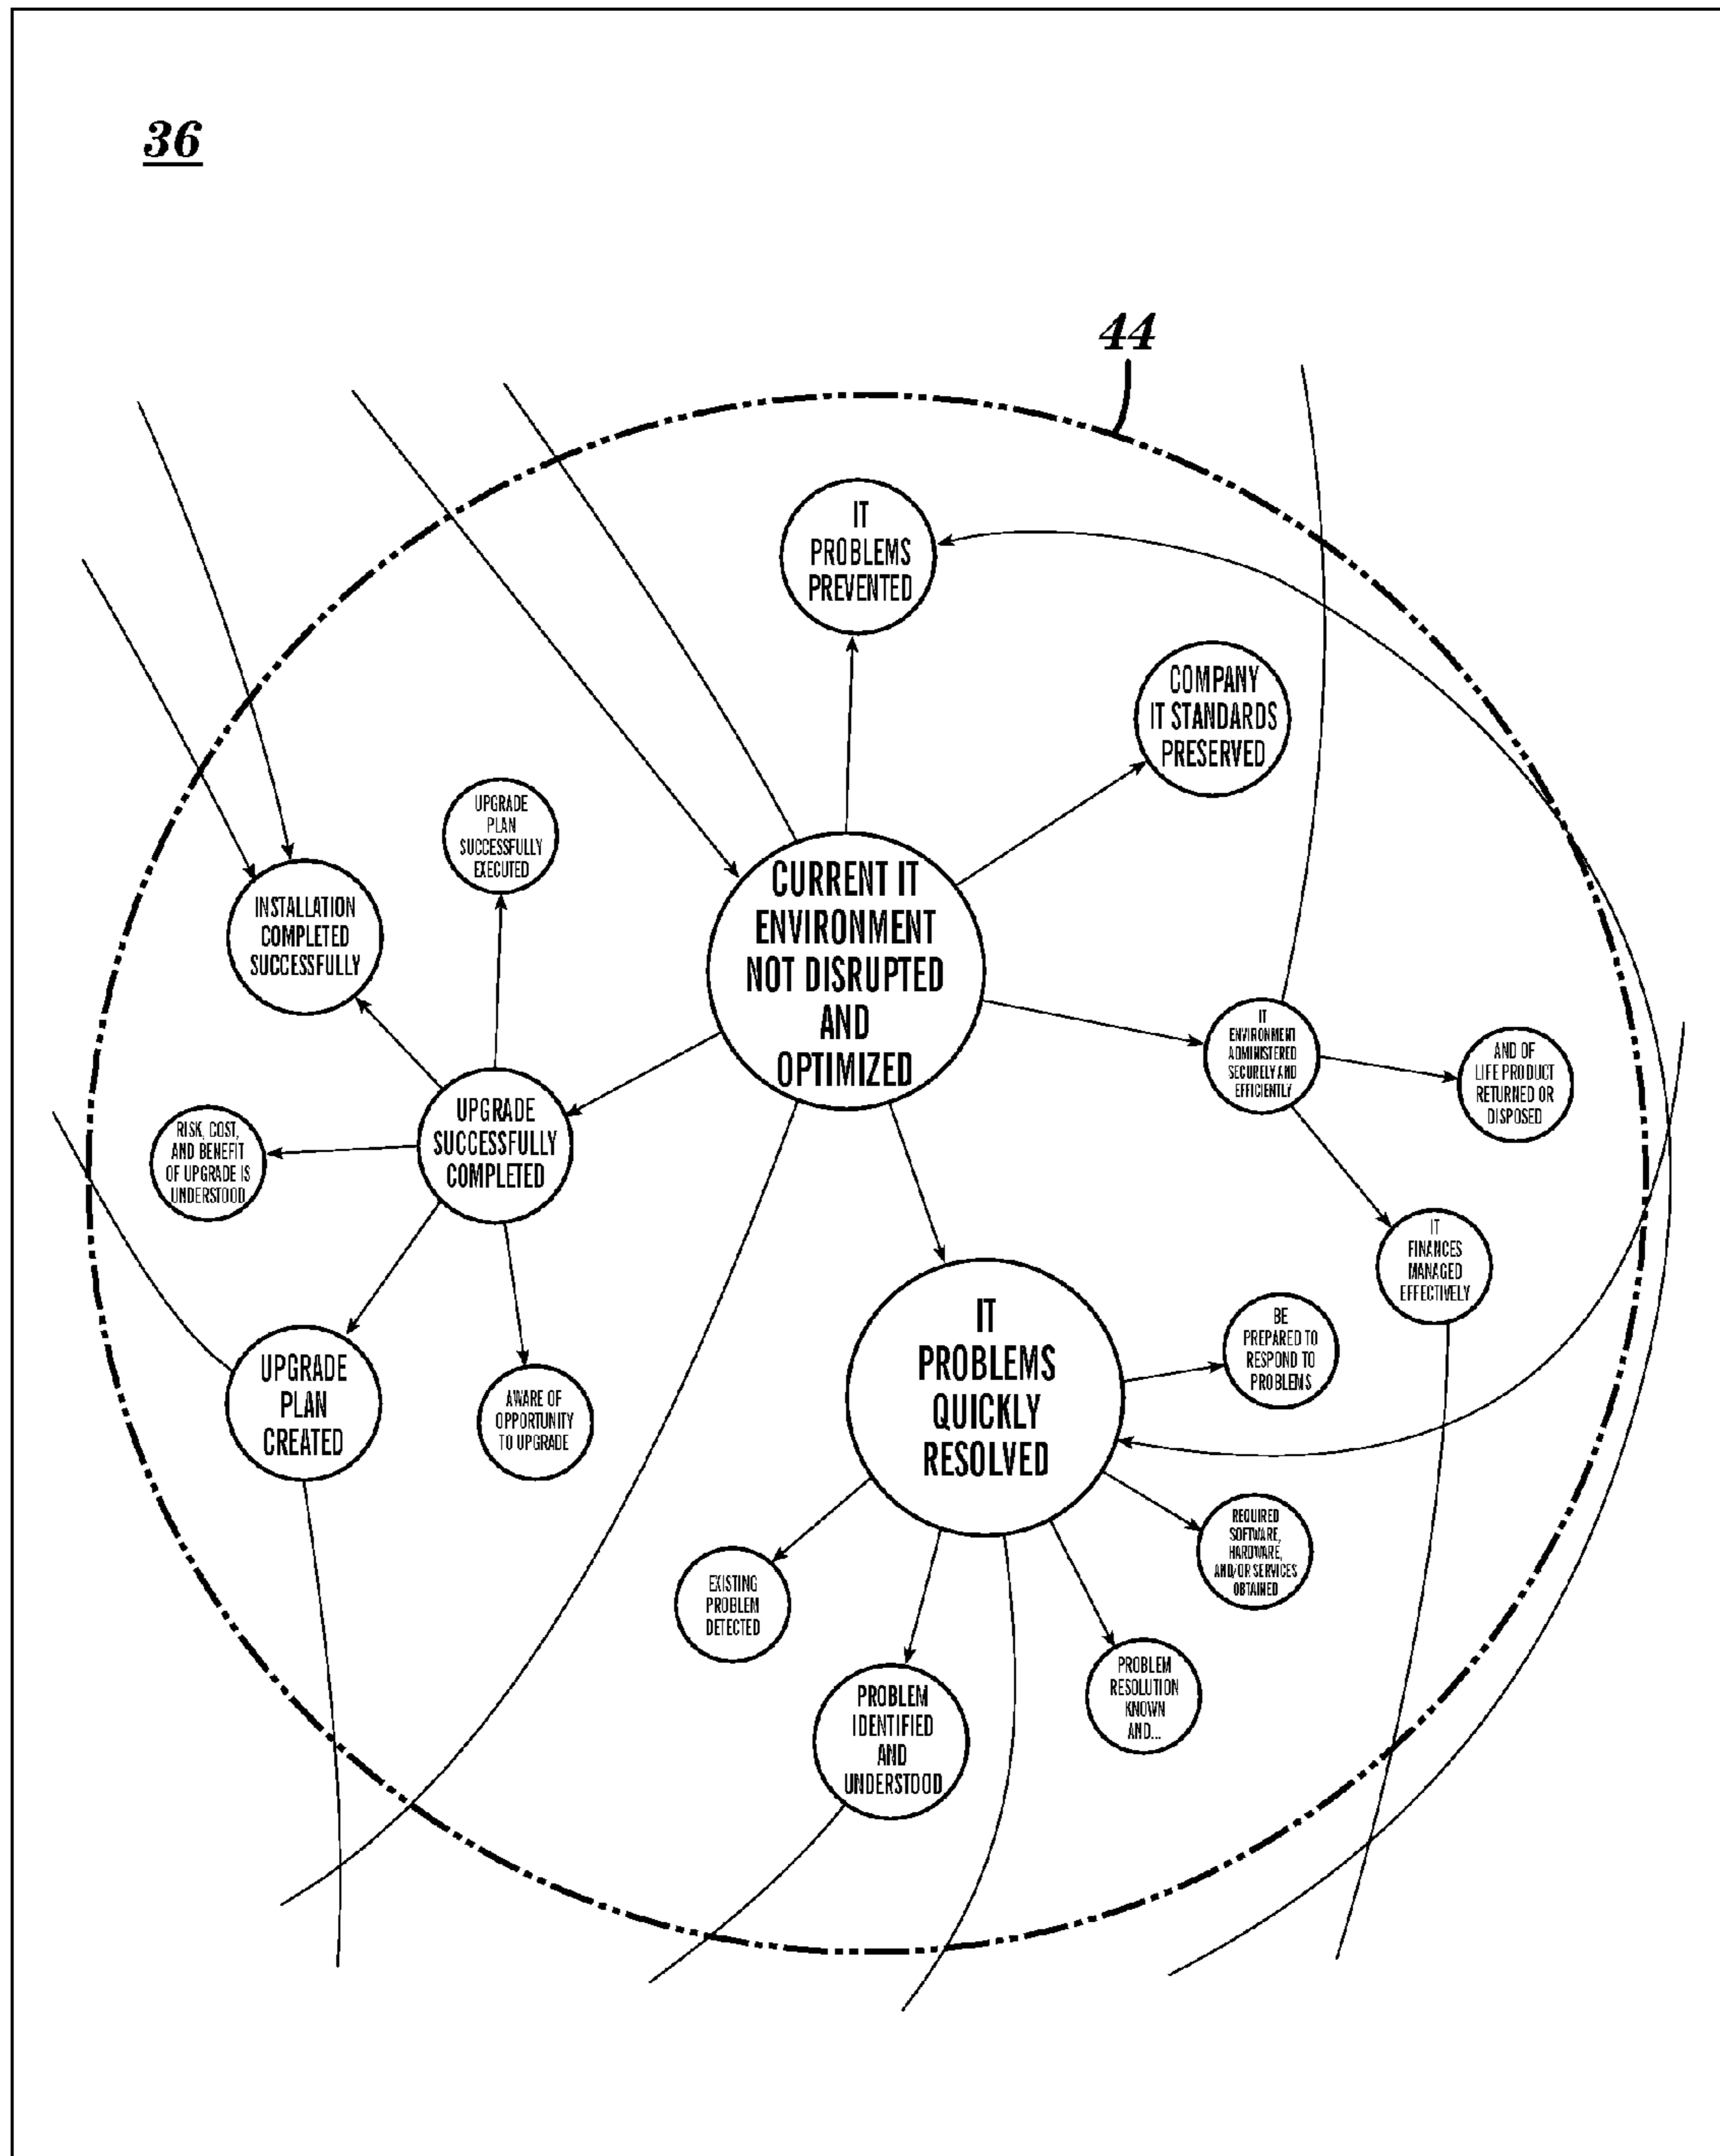 36
44
IT
PROBLEMS
PREVENTED
COMPANY
IT STANDARDS
PRESERVED
UPGRADE
PLAN
SUCCESSFULLY
EXECUTED
INSTALLATION
COMPLETED
SUCCESSFULLY
CURRENT IT
ENVIRONMENT
NOT DISRUPTED
AND
OPTIMIZED
IT
ENVIRONMENT
ADMINISTERED
SECURELY AND
EFFICIENTLY
AND OF
LIFE PRODUCT
RETURNED OR
DISPOSED
RISK, COST,
AND BENEFIT
OF UPGRADE IS
UNDERSTOOD
UPGRADE
SUCCESSFULLY
COMPLETED
IT
FINANCES
MANAGED
EFFECTIVELY
UPGRADE
PLAN
CREATED
AWARE OF
OPPORTUNITY
TO UPGRADE
IT
PROBLEMS
QUICKLY
RESOLVED
BE
PREPARED TO
RESPOND TO
PROBLEMS
REQUIRED
SOFTWARE,
HARDWARE,
AND/OR SERVICES
OBTAINED
EXISTING
PROBLEM
DETECTED
PROBLEM
IDENTIFIED
AND
UNDERSTOOD
PROBLEM
RESOLUTION
KNOWN
AND...